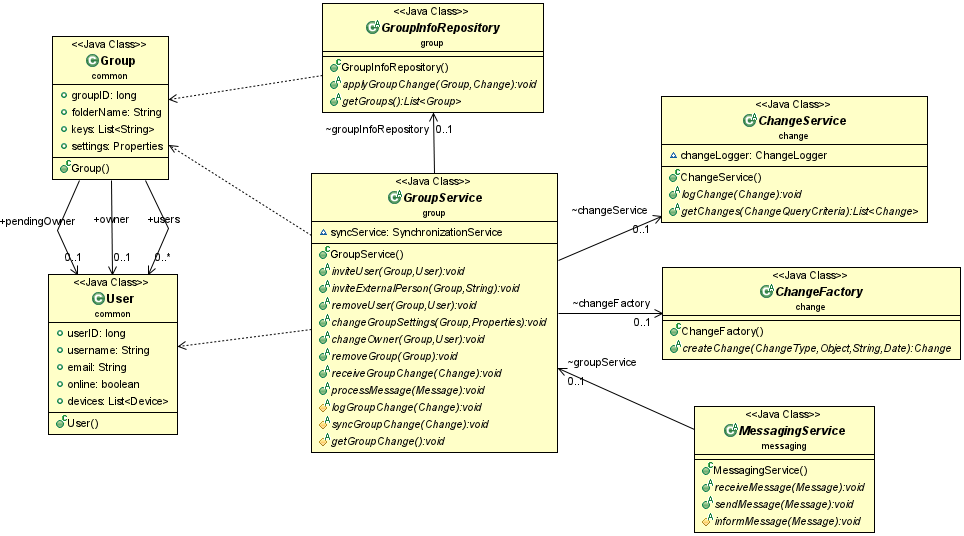 <<Java Class>>
GroupInfoRepository
group
GroupInfoRepository()
applyGroupChange(Group,Change):void
getGroups():List<Group>
<<Java Class>>
Group
common
groupID: long
folderName: String
keys: List<String>
settings: Properties
Group()
~groupInfoRepository
0..1
<<Java Class>>
ChangeService
change
changeLogger: ChangeLogger
ChangeService()
logChange(Change):void
getChanges(ChangeQueryCriteria):List<Change>
+pendingOwner
+owner
+users
0..1
0..1
0..*
<<Java Class>>
GroupService
group
syncService: SynchronizationService
GroupService()
inviteUser(Group,User):void
inviteExternalPerson(Group,String):void
removeUser(Group,User):void
changeGroupSettings(Group,Properties):void
changeOwner(Group,User):void
removeGroup(Group):void
receiveGroupChange(Change):void
processMessage(Message):void
logGroupChange(Change):void
syncGroupChange(Change):void
getGroupChange():void
~changeService
0..1
<<Java Class>>
User
common
userID: long
username: String
email: String
online: boolean
devices: List<Device>
User()
~changeFactory
0..1
<<Java Class>>
ChangeFactory
change
ChangeFactory()
createChange(ChangeType,Object,String,Date):Change
~groupService
0..1
<<Java Class>>
MessagingService
messaging
MessagingService()
receiveMessage(Message):void
sendMessage(Message):void
informMessage(Message):void